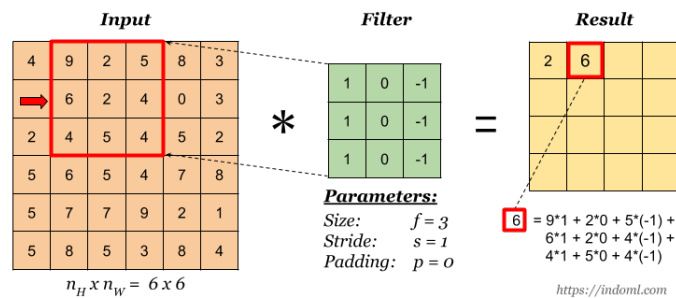 Input Filter Result
4 9 2 5 8 3
6 2 4 0 3
2 4 5 4 5 2
5 6 5 4 7 8
5 7 7 9 2 1
5 8 5 3 8 4
n_H x n_W = 6 x 6
*
1 0 -1
1 0 -1
1 0 -1
Parameters:
Size: f = 3
Stride: s = 1
Padding: p = 0
=
2 6
6 = 9*1 + 2*0 + 5*(-1) +
6*1 + 2*0 + 4*(-1) +
4*1 + 5*0 + 4*(-1)
https://indoml.com